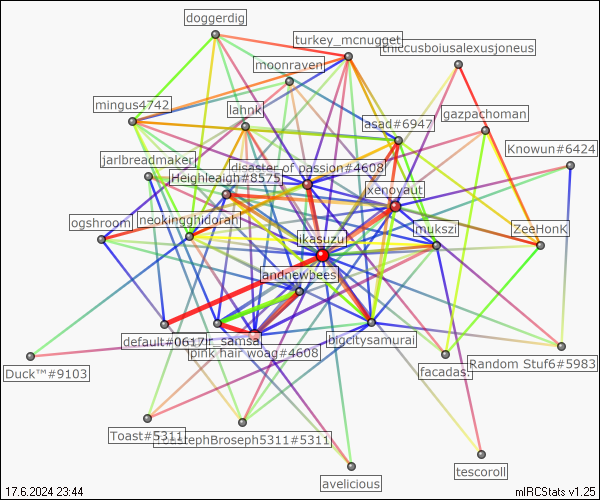 doggerdig
turkey_mcnugget
thiccusboiusalexusjoneus
moonraven
mingus4742
lahnk
gazpachoman
asad#6947
Knowun#6424
jarlbreadmaker
disaster of passion#4608
Heighleaigh#8575
xenoyaut
ogshroom
neokingghidorah
mukszi
ZeeHonK
ikasuzu
andnewbees
default#0617
r_samsa
bigcitysamurai
pink hair woag#4608
Duck™#9103
facadas.
Random Stuf6#5983
Toast#5311
stephBroseph5311#5311
tescoroll
avelicious
17.6.2024 23:44
mIRCStats v1.25